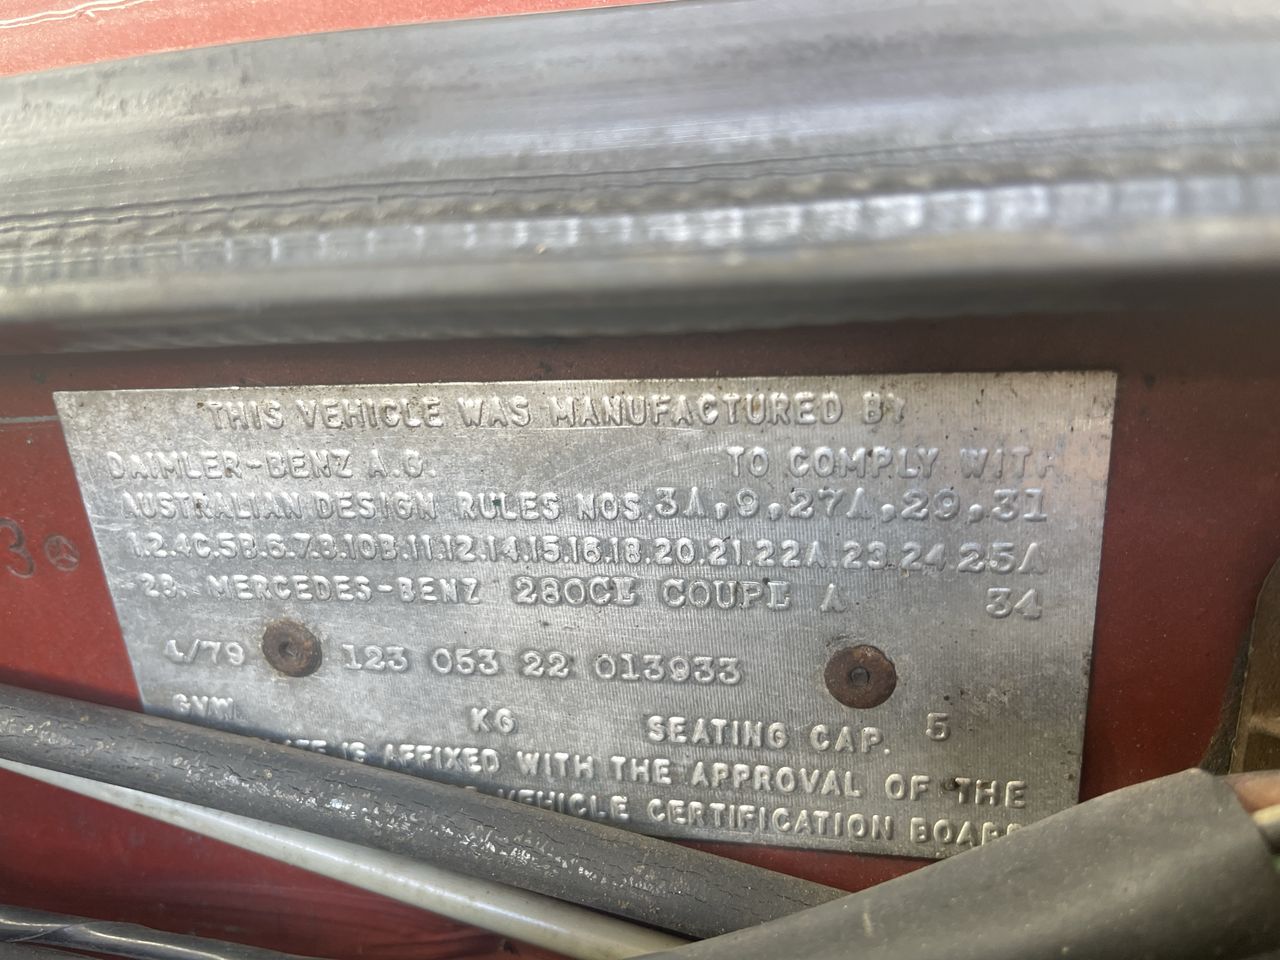 THIS VEHICLE WAS MANUFACTURED BY
DAIMLER-BENZ A.G. TO COMPLY WITH
AUSTRALIAN DESIGN RULES NOS. 3A,9,27A,29,31
1.2.4C.5B.6.7.8.10B.11.12.14.15.16.18.20.21.22A.23.24.25A
28. MERCEDES-BENZ 280CE COUPE A 34
3
4/79 123 053 22 013933
GVW KG SEATING CAP. 5
IS AFFIXED WITH THE APPROVAL OF THE
VEHICLE CERTIFICATION BOARD